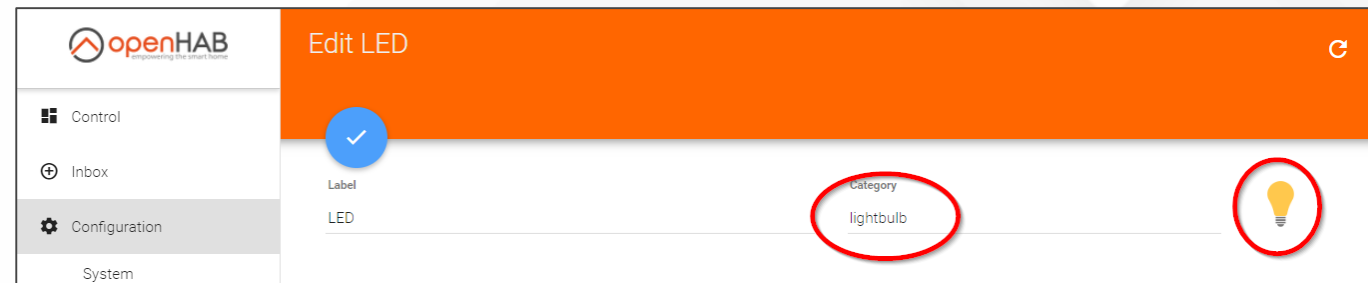 openHAB
empowering the smart home
Edit LED
Control
Inbox
Configuration
System
Label
LED
Category
lightbulb